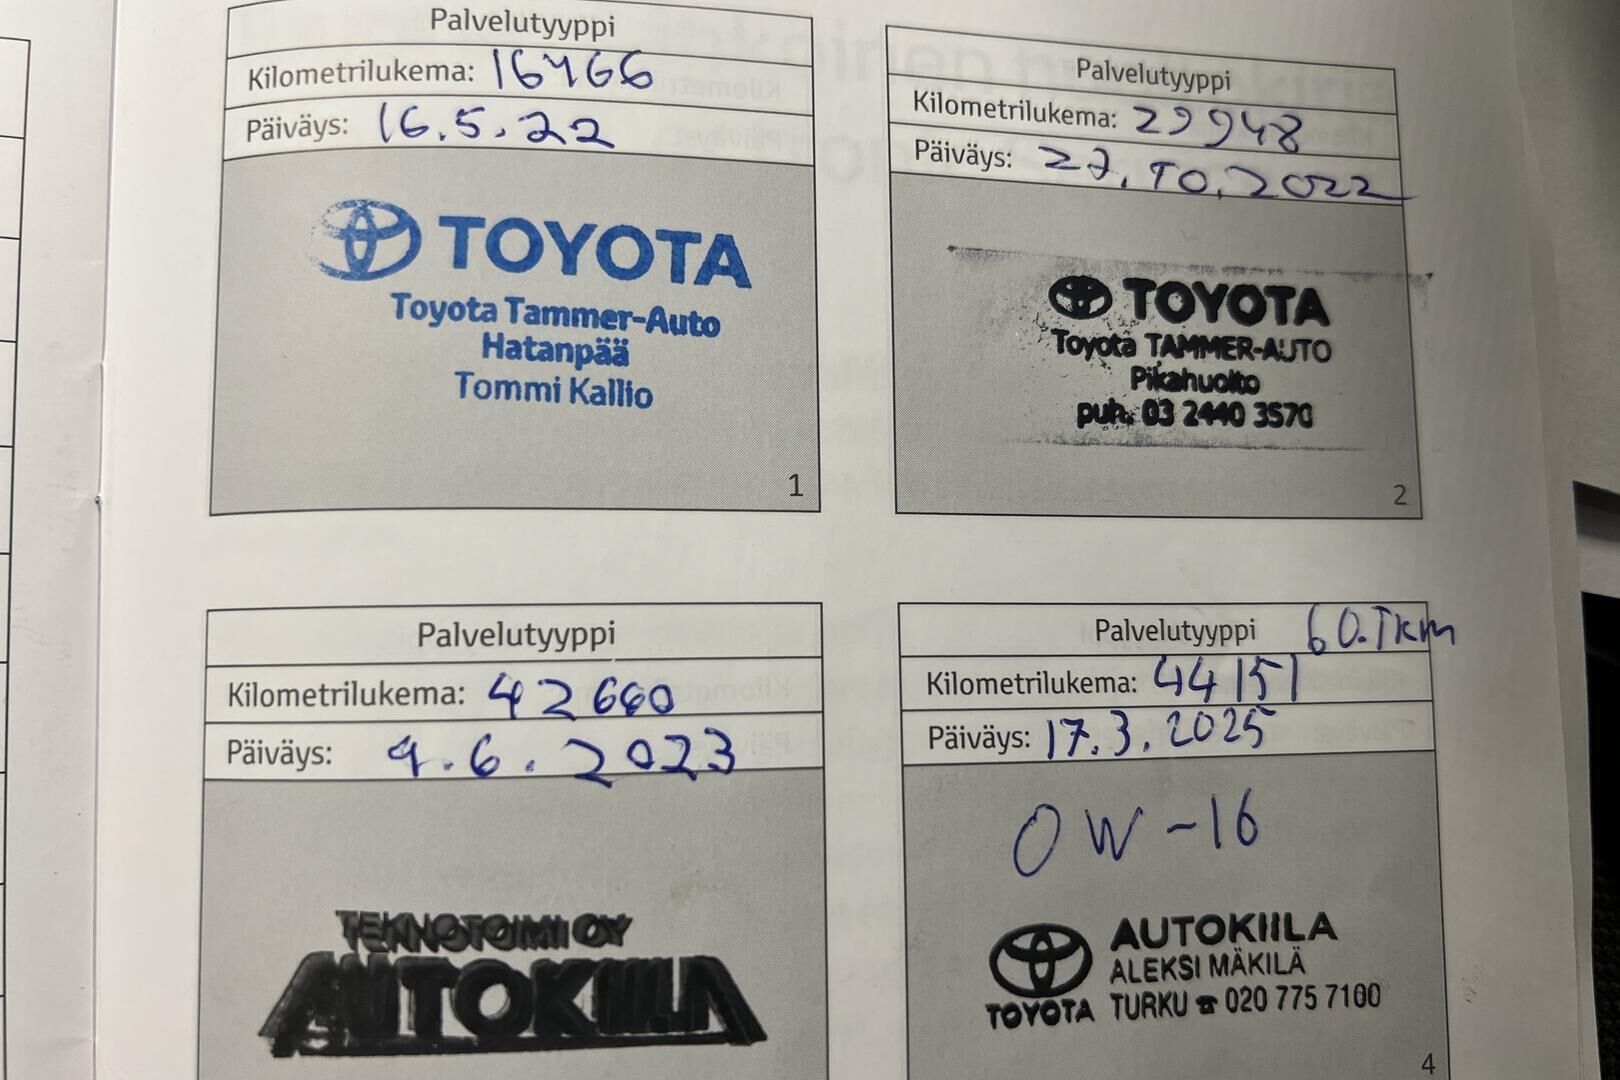 Palvelutyyppi
Kilometrilukema: 16466
Päiväys: 16.5.22
TOYOTA
Toyota Tammer-Auto
Hatanpää
Tommi Kallio
1
Palvelutyyppi
Kilometrilukema: 29948
Päiväys: 27.10.2022
TOYOTA
Toyota TAMMER-AUTO
Pikahuolto
puh. 03 2440 3570
2
Palvelutyyppi
Kilometrilukema: 42660
Päiväys: 9.6.2023
TEKNOTOIMI OY
AUTOKIILA
Palvelutyyppi 60.Tkm
Kilometrilukema: 44151
Päiväys: 17.3.2025
0W-16
TOYOTA
AUTOKIILA
ALEKSI MÄKILÄ
TURKU ☎ 020 775 7100
4